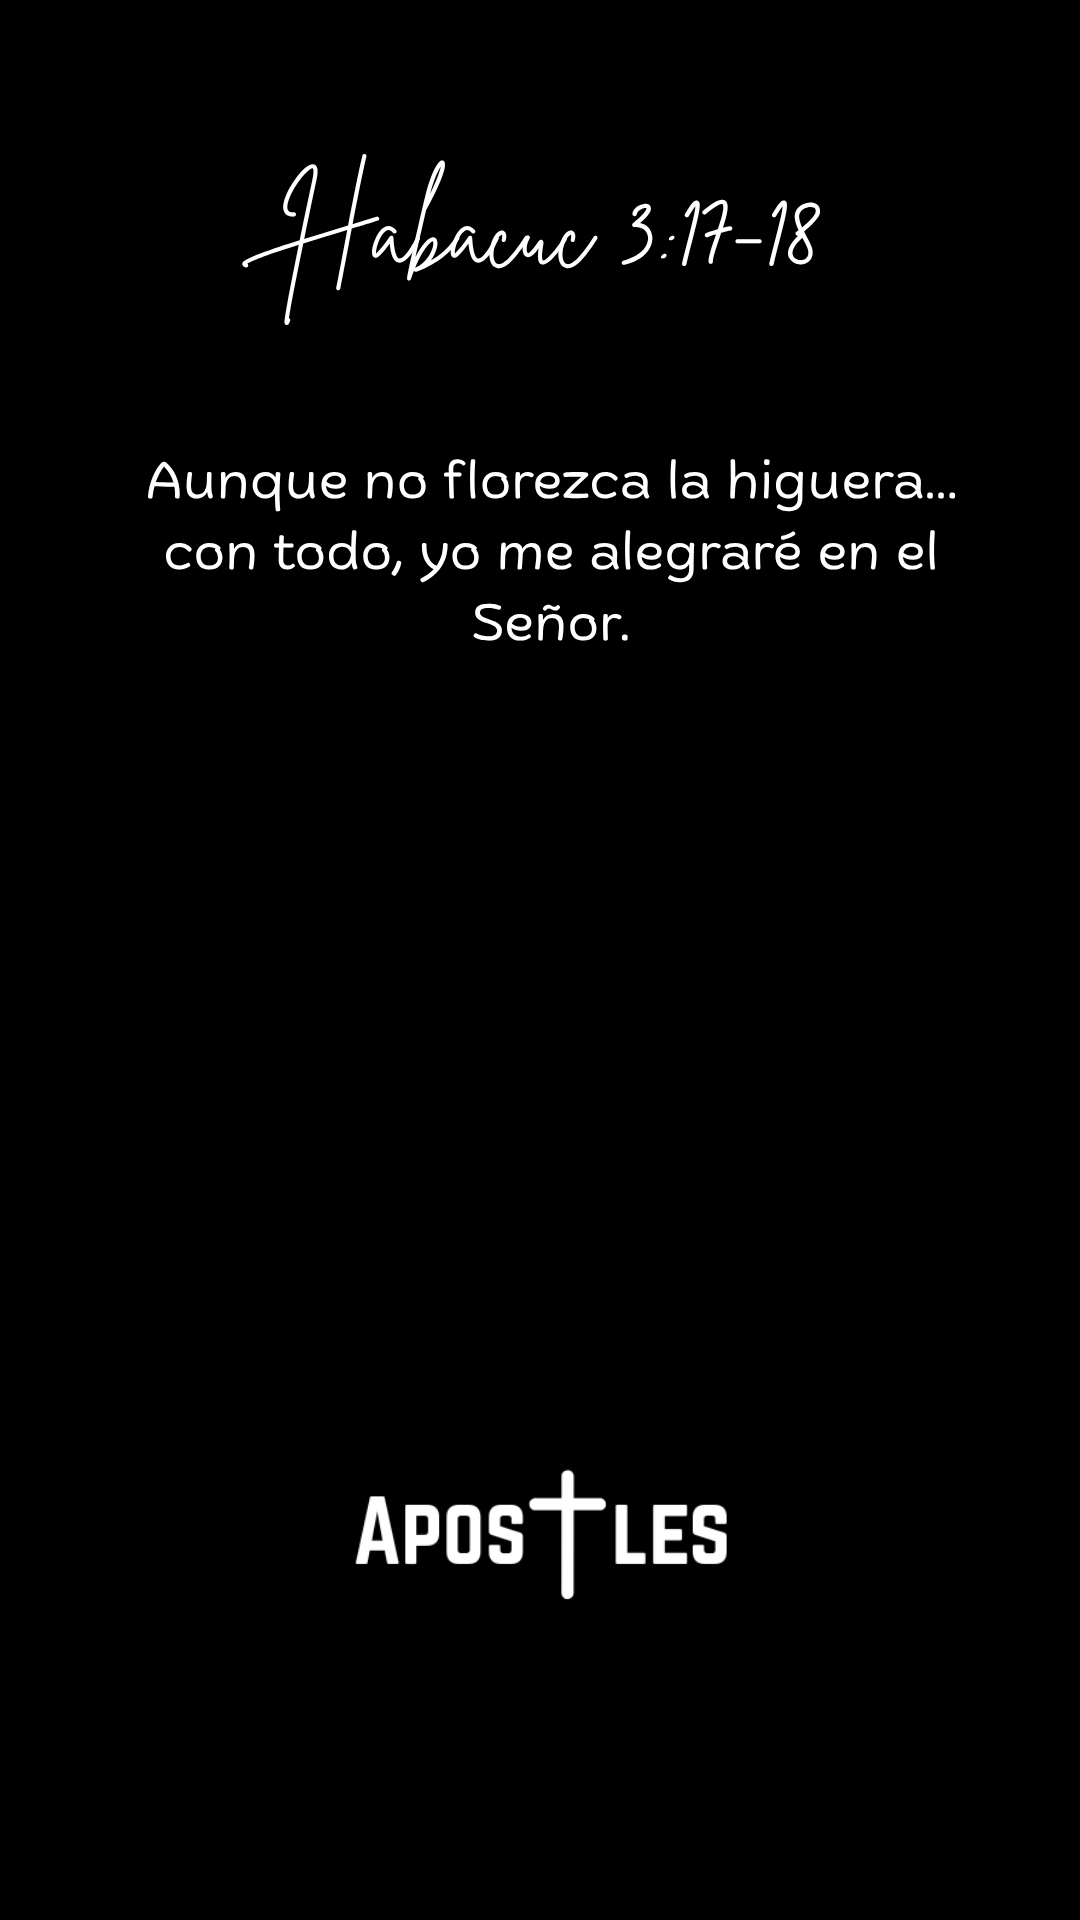 Habacuc 3:17-18
Aunque no florezca la higuera...
con todo, yo me alegraré en el
Señor.
APOSTLES